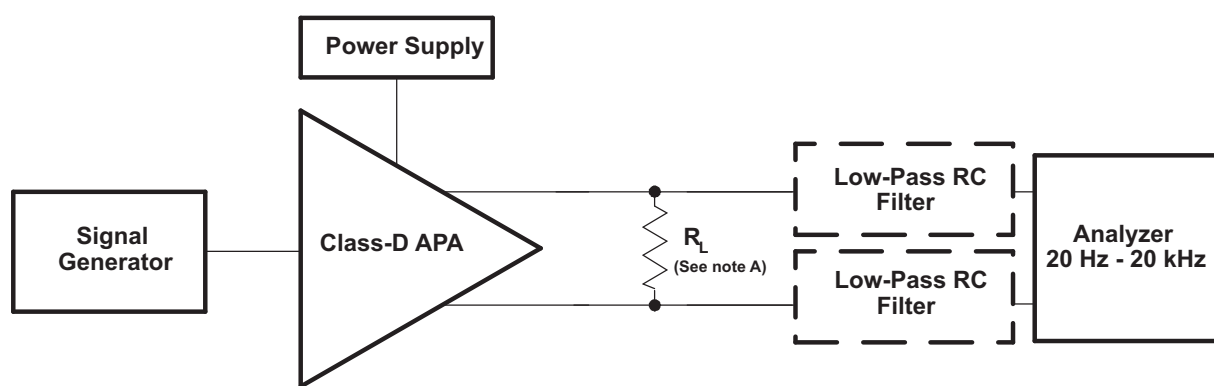 Power Supply
Signal
Generator
Class-D APA
RL
(See note A)
Low-Pass RC
Filter
Low-Pass RC
Filter
Analyzer
20 Hz - 20 kHz